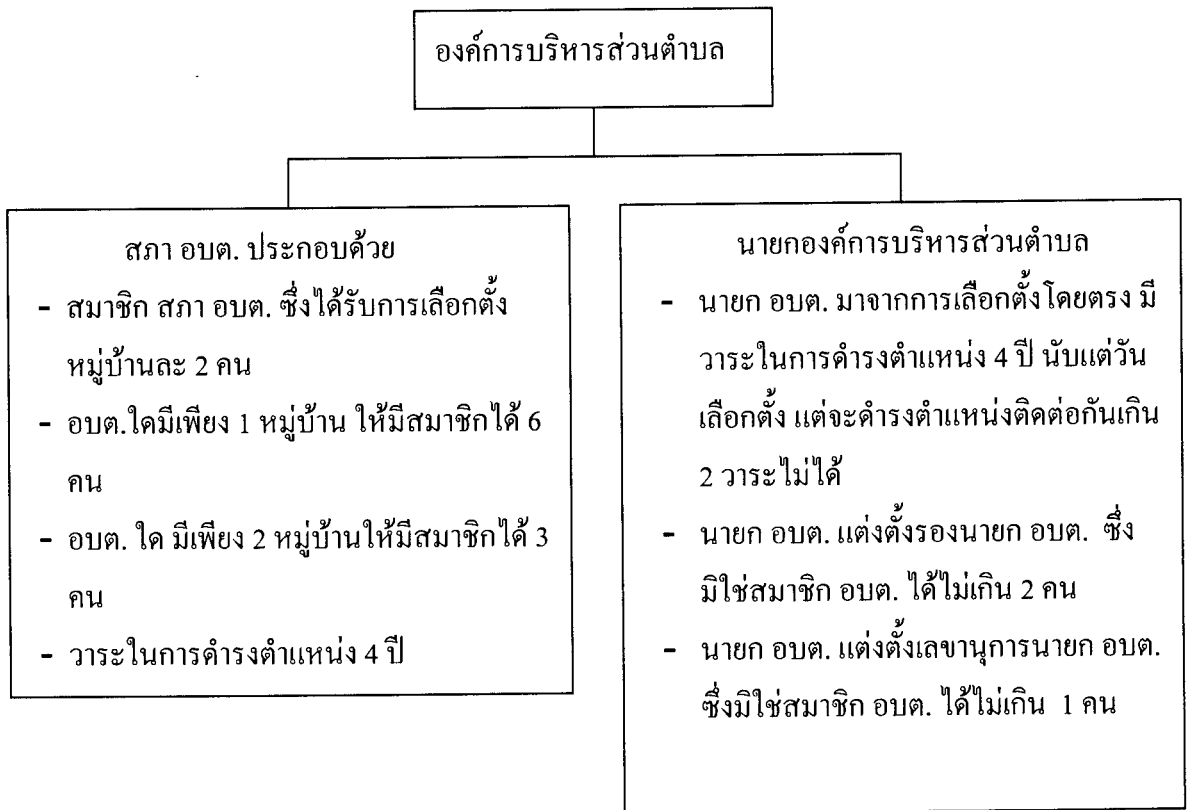 องค์การบริหารส่วนตำบล
สภา อบต. ประกอบด้วย
- สมาชิก สภา อบต. ซึ่งได้รับการเลือกตั้ง
หมู่บ้านละ 2 คน
- อบต.ใดมีเพียง 1 หมู่บ้าน ให้มีสมาชิกได้ 6
คน
- อบต. ใด มีเพียง 2 หมู่บ้านให้มีสมาชิกได้ 3
คน
- วาระในการดำรงตำแหน่ง 4 ปี
นายกองค์การบริหารส่วนตำบล
- นายก อบต. มาจากการเลือกตั้งโดยตรง มี
วาระในการดำรงตำแหน่ง 4 ปี นับแต่วัน
เลือกตั้ง แต่จะดำรงตำแหน่งติดต่อกันเกิน
2 วาระไม่ได้
- นายก อบต. แต่งตั้งรองนายก อบต. ซึ่ง
มิใช่สมาชิก อบต. ได้ไม่เกิน 2 คน
- นายก อบต. แต่งตั้งเลขานุการนายก อบต.
ซึ่งมิใช่สมาชิก อบต. ได้ไม่เกิน 1 คน